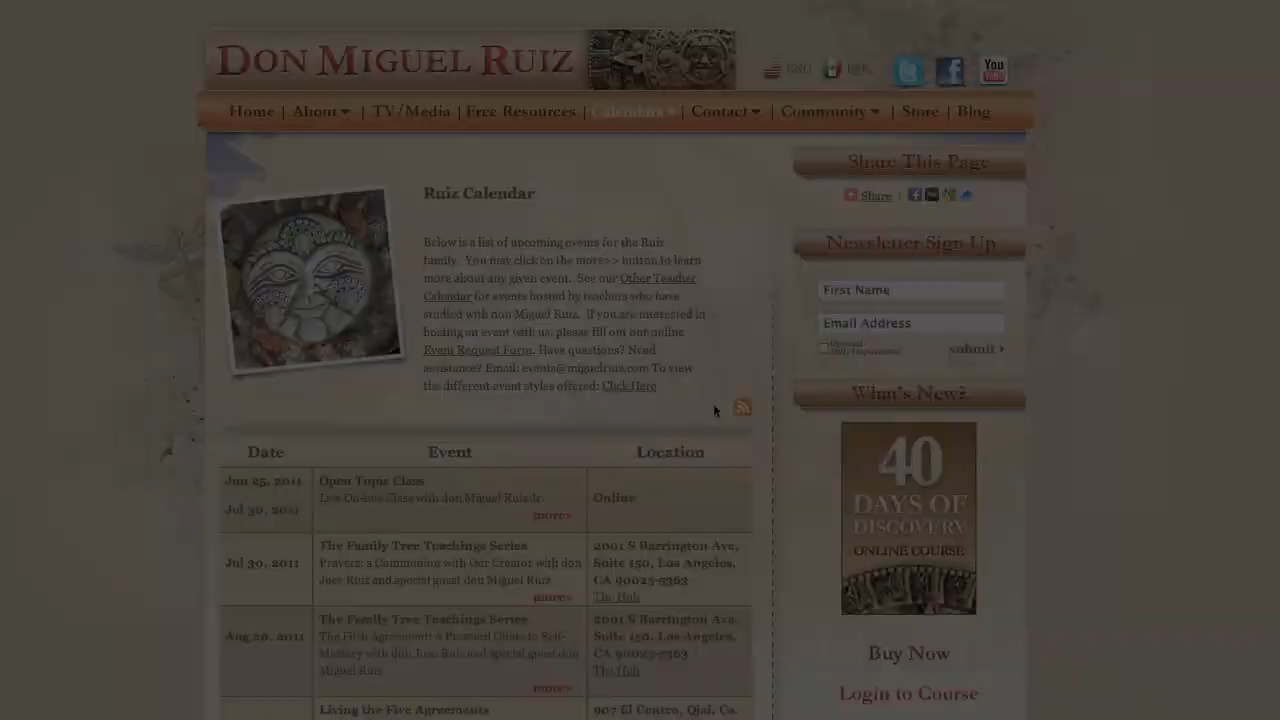 DON MIGUEL RUIZ
ENG
ESP
You
Home | About | TV/Media | Free Resources | Calendars | Contact | Community | Store | Blog
Share This Page
Share |
Newsletter Sign Up
First Name
Email Address
Optional
Daily Inspirations
submit
What's New?
40
DAYS OF
DISCOVERY
ONLINE COURSE
Buy Now
Login to Course
Ruiz Calendar
Below is a list of upcoming events for the Ruiz
family. You may click on the more>> button to learn
more about any given event. See our Other Teacher
Calendar for events hosted by teachers who have
studied with don Miguel Ruiz. If you are interested in
hosting an event with us, please fill out our online
Event Request Form. Have questions? Need
assistance? Email: events@miguelruiz.com To view
the different event styles offered: Click Here
Date Event Location
Jun 25, 2011
Jul 30, 2011
Open Topic Class
Live On-line Class with don Miguel Ruiz Jr.
more»
Online
Jul 30, 2011
The Family Tree Teachings Series
Prayers: a Communion with Our Creator with don
Jose Ruiz and special guest don Miguel Ruiz
more»
2001 S Barrington Ave,
Suite 150, Los Angeles,
CA 90025-5363
The Hub
Aug 20, 2011
The Family Tree Teachings Series
The Fifth Agreement: a Practical Guide to Self-
Mastery with don Jose Ruiz and special guest don
Miguel Ruiz
more»
2001 S Barrington Ave,
Suite 150, Los Angeles,
CA 90025-5363
The Hub
Living the Five Agreements
907 El Centro, Ojai, Ca.